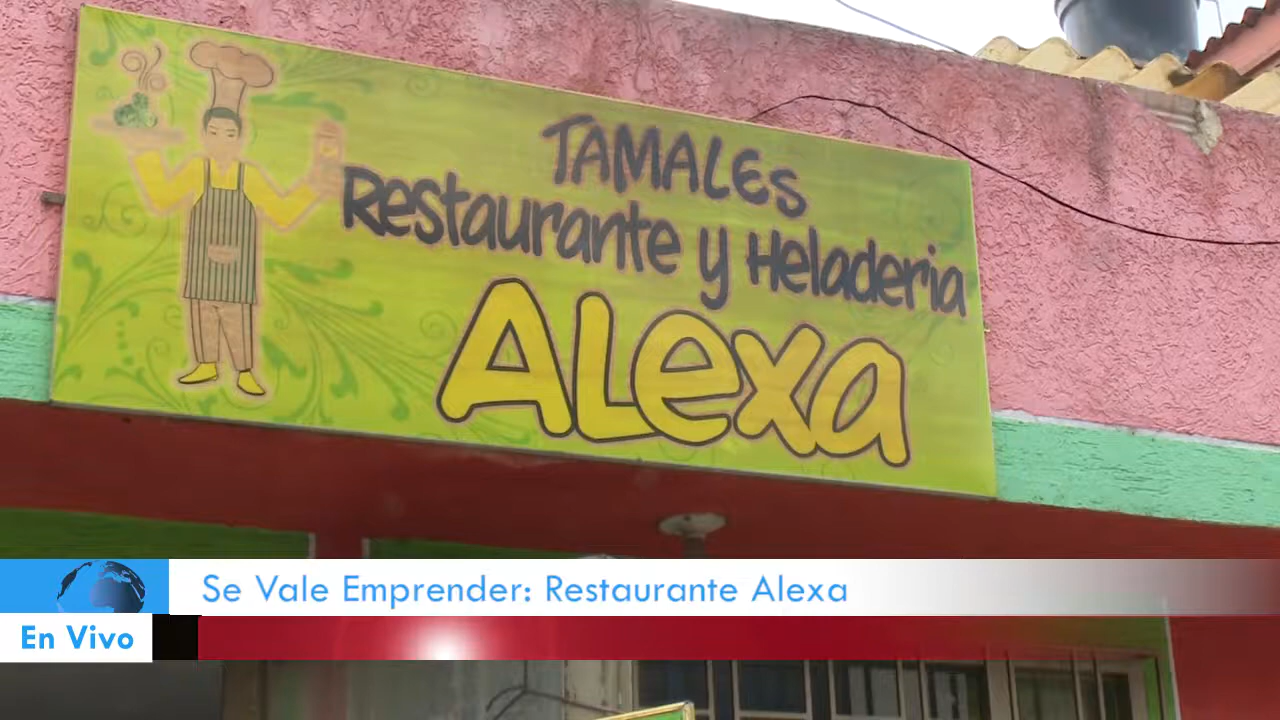 TAMALES
Restaurante y Heladeria
ALexa
Se Vale Emprender: Restaurante Alexa
En Vivo